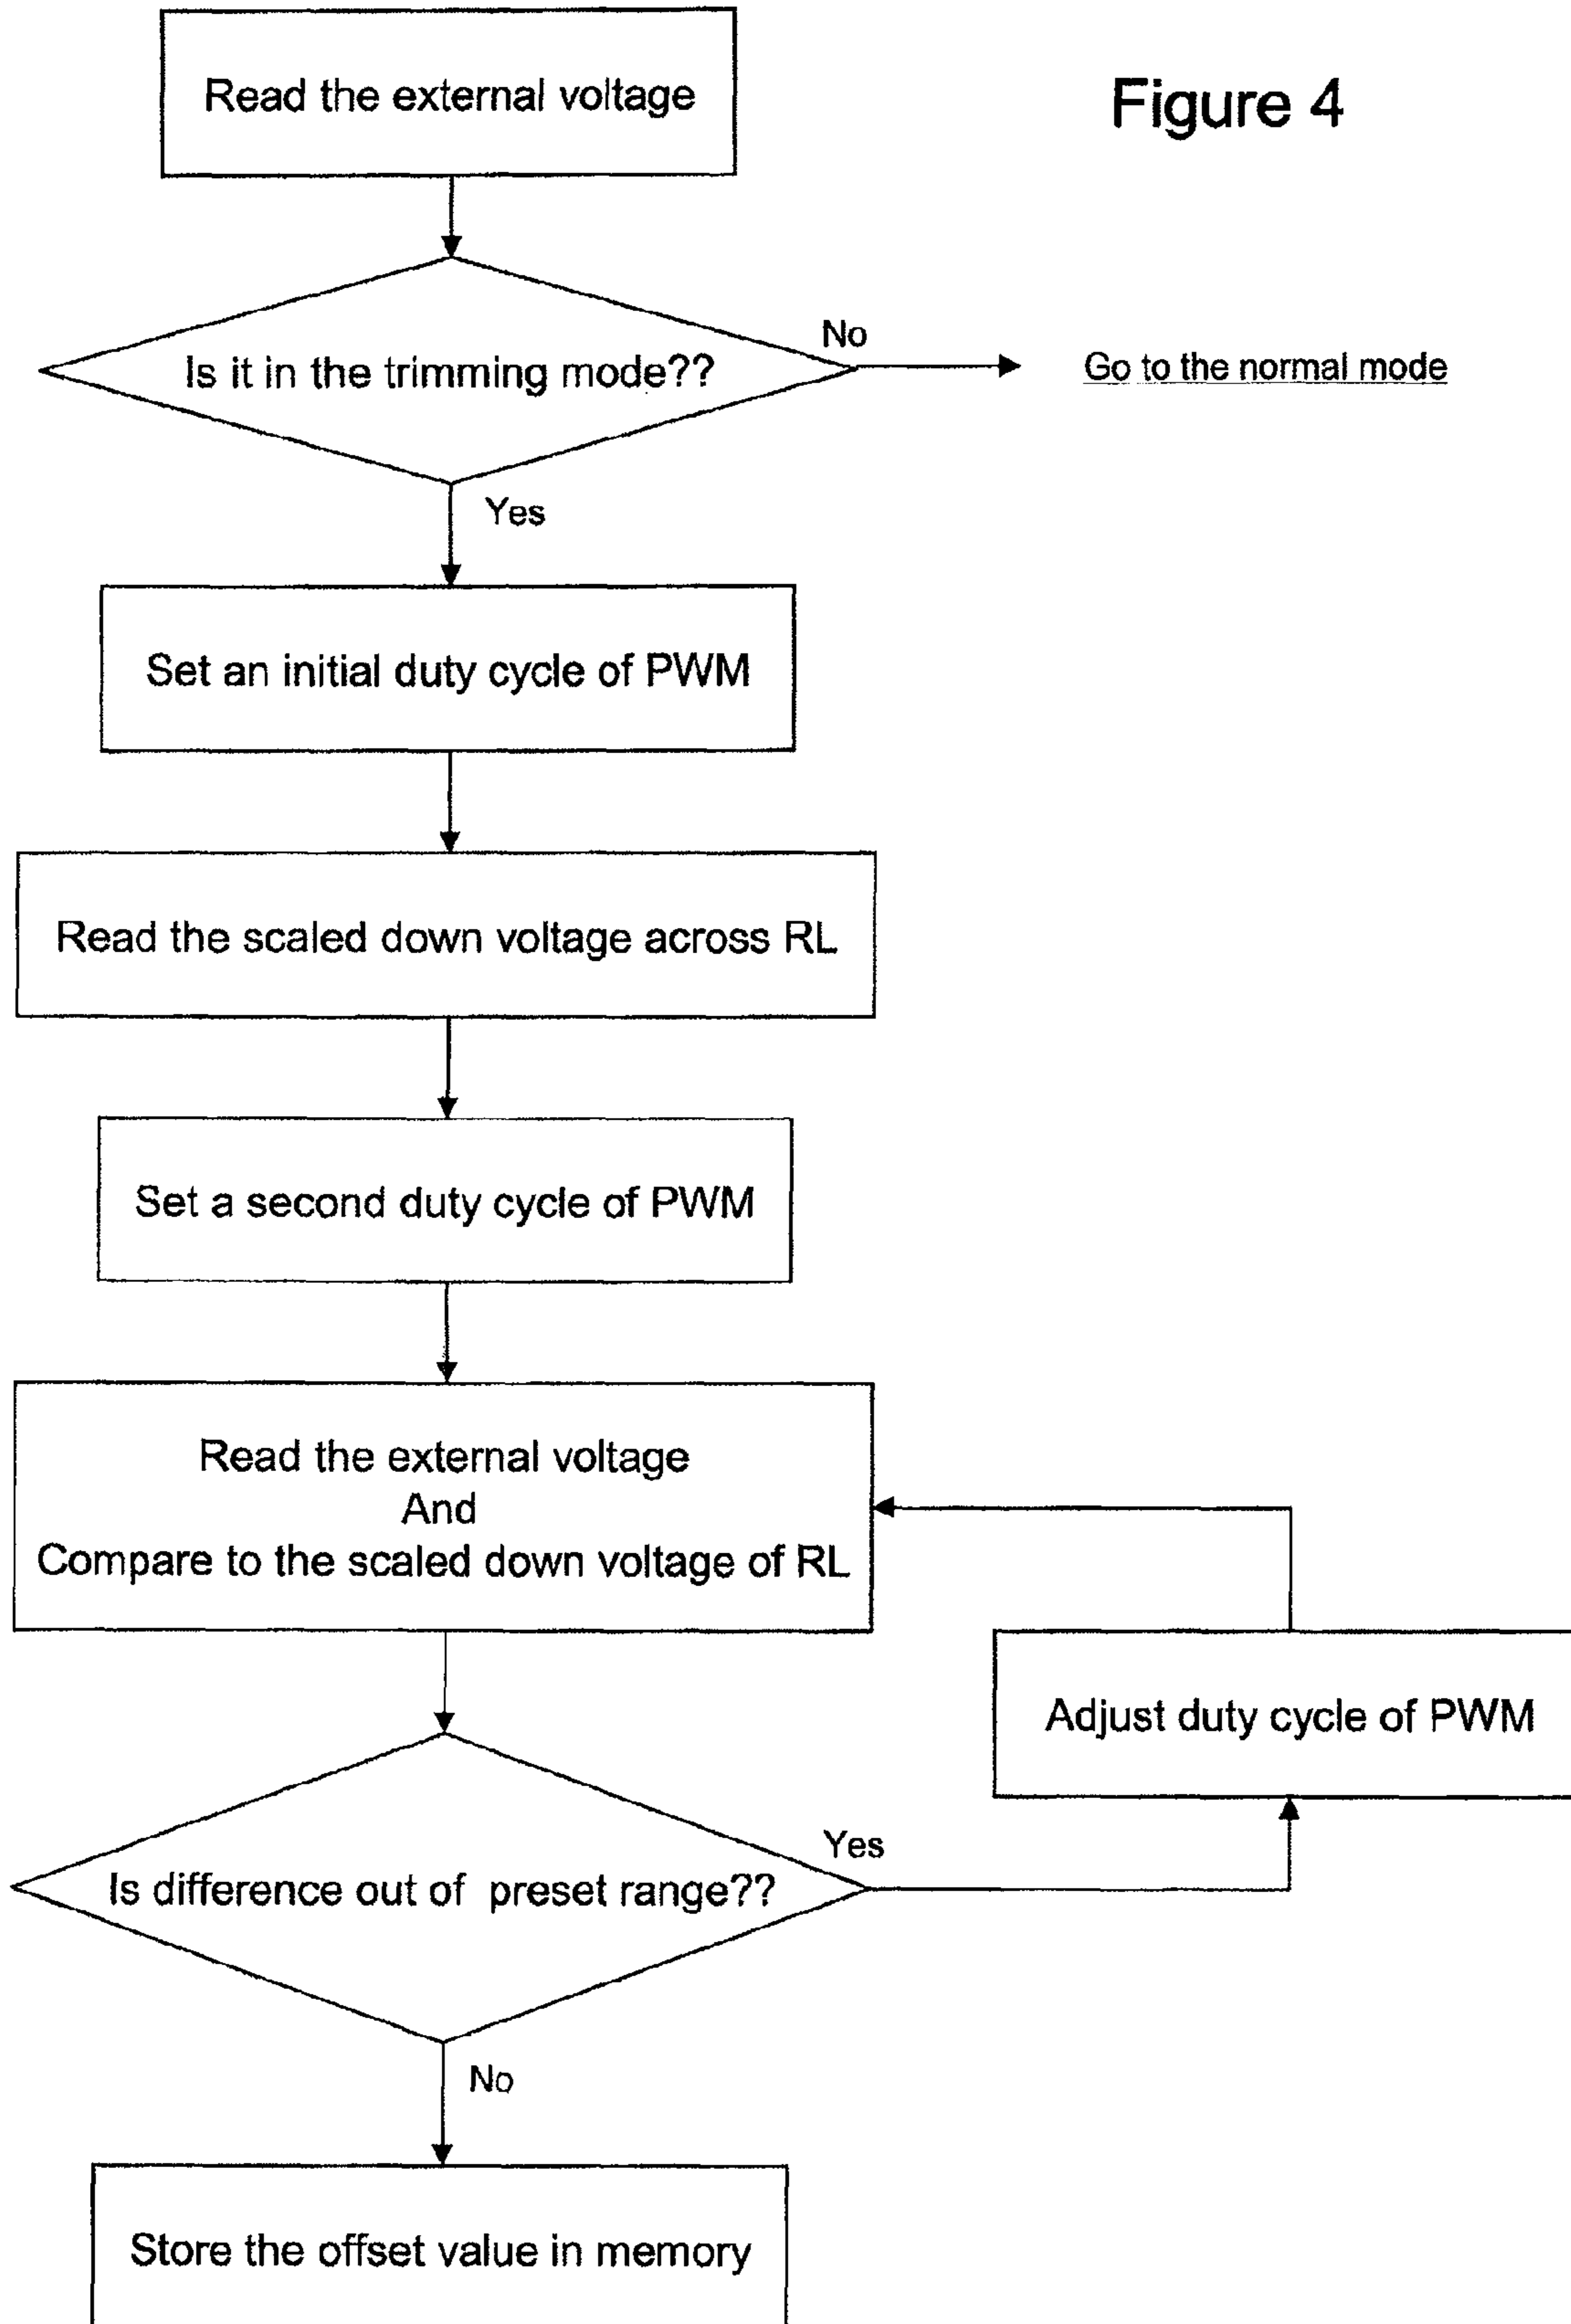 Read the external voltage
Figure 4
Is it in the trimming mode??
No
Go to the normal mode
Yes
Set an initial duty cycle of PWM
Read the scaled down voltage across RL
Set a second duty cycle of PWM
Read the external voltage
And
Compare to the scaled down voltage of RL
Adjust duty cycle of PWM
Is difference out of preset range??
Yes
No
Store the offset value in memory